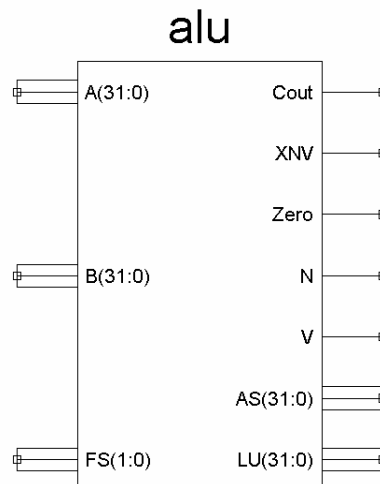 alu
A(31:0) Cout
XNV
Zero
B(31:0) N
V
AS(31:0)
FS(1:0) LU(31:0)